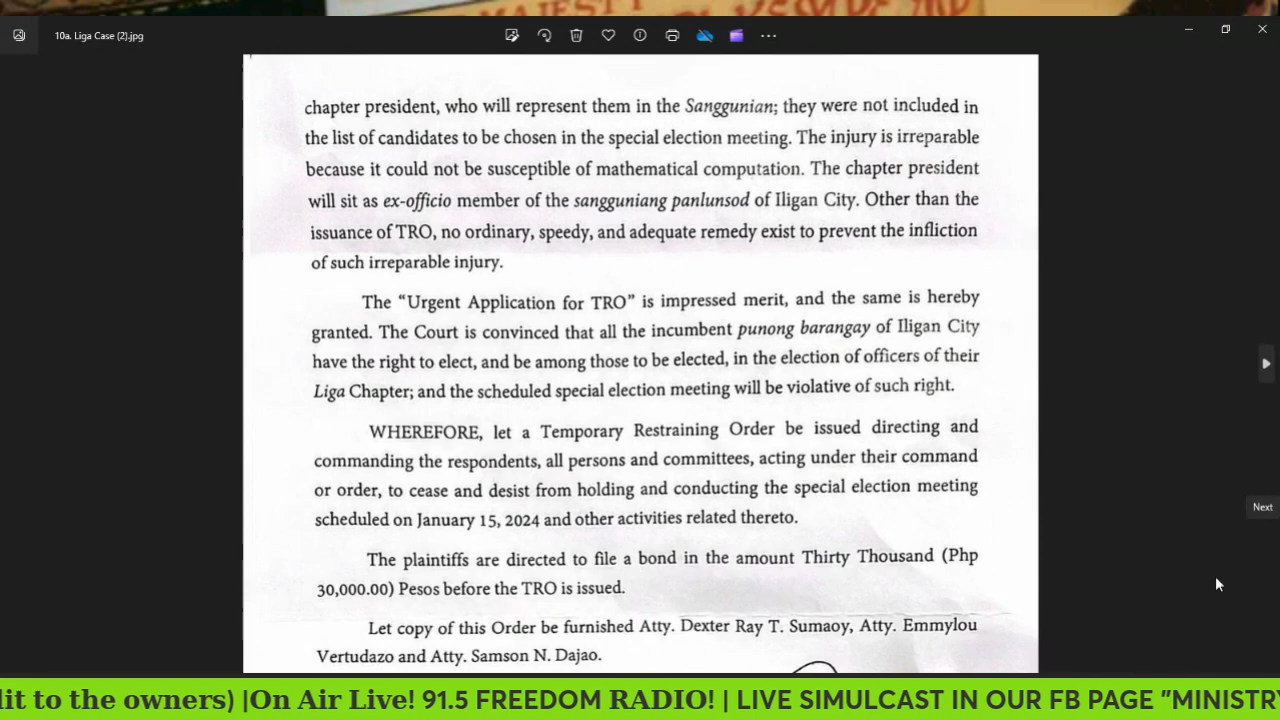 MAJESTY
10a. Liga Case (2).jpg
chapter president, who will represent them in the Sanggunian; they were not included in
the list of candidates to be chosen in the special election meeting. The injury is irreparable
because it could not be susceptible of mathematical computation. The chapter president
will sit as ex-officio member of the sangguniang panlunsod of Iligan City. Other than the
issuance of TRO, no ordinary, speedy, and adequate remedy exist to prevent the infliction
of such irreparable injury.
The “Urgent Application for TRO” is impressed merit, and the same is hereby
granted. The Court is convinced that all the incumbent punong barangay of Iligan City
have the right to elect, and be among those to be elected, in the election of officers of their
Liga Chapter; and the scheduled special election meeting will be violative of such right.
WHEREFORE, let a Temporary Restraining Order be issued directing and
commanding the respondents, all persons and committees, acting under their command
or order, to cease and desist from holding and conducting the special election meeting
scheduled on January 15, 2024 and other activities related thereto.
The plaintiffs are directed to file a bond in the amount Thirty Thousand (Php
30,000.00) Pesos before the TRO is issued.
Next
Let copy of this Order be furnished Atty. Dexter Ray T. Sumaoy, Atty. Emmylou
Vertudazo and Atty. Samson N. Dajao.
dit to the owners) |On Air Live! 91.5 FREEDOM RADIO! | LIVE SIMULCAST IN OUR FB PAGE "MINISTR